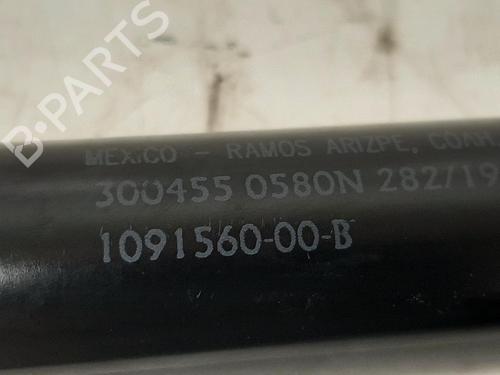 B-PARTS
MEXICO - RAMOS ARIZPE, COAH
300455 0580N 282/19
1091560-00-B